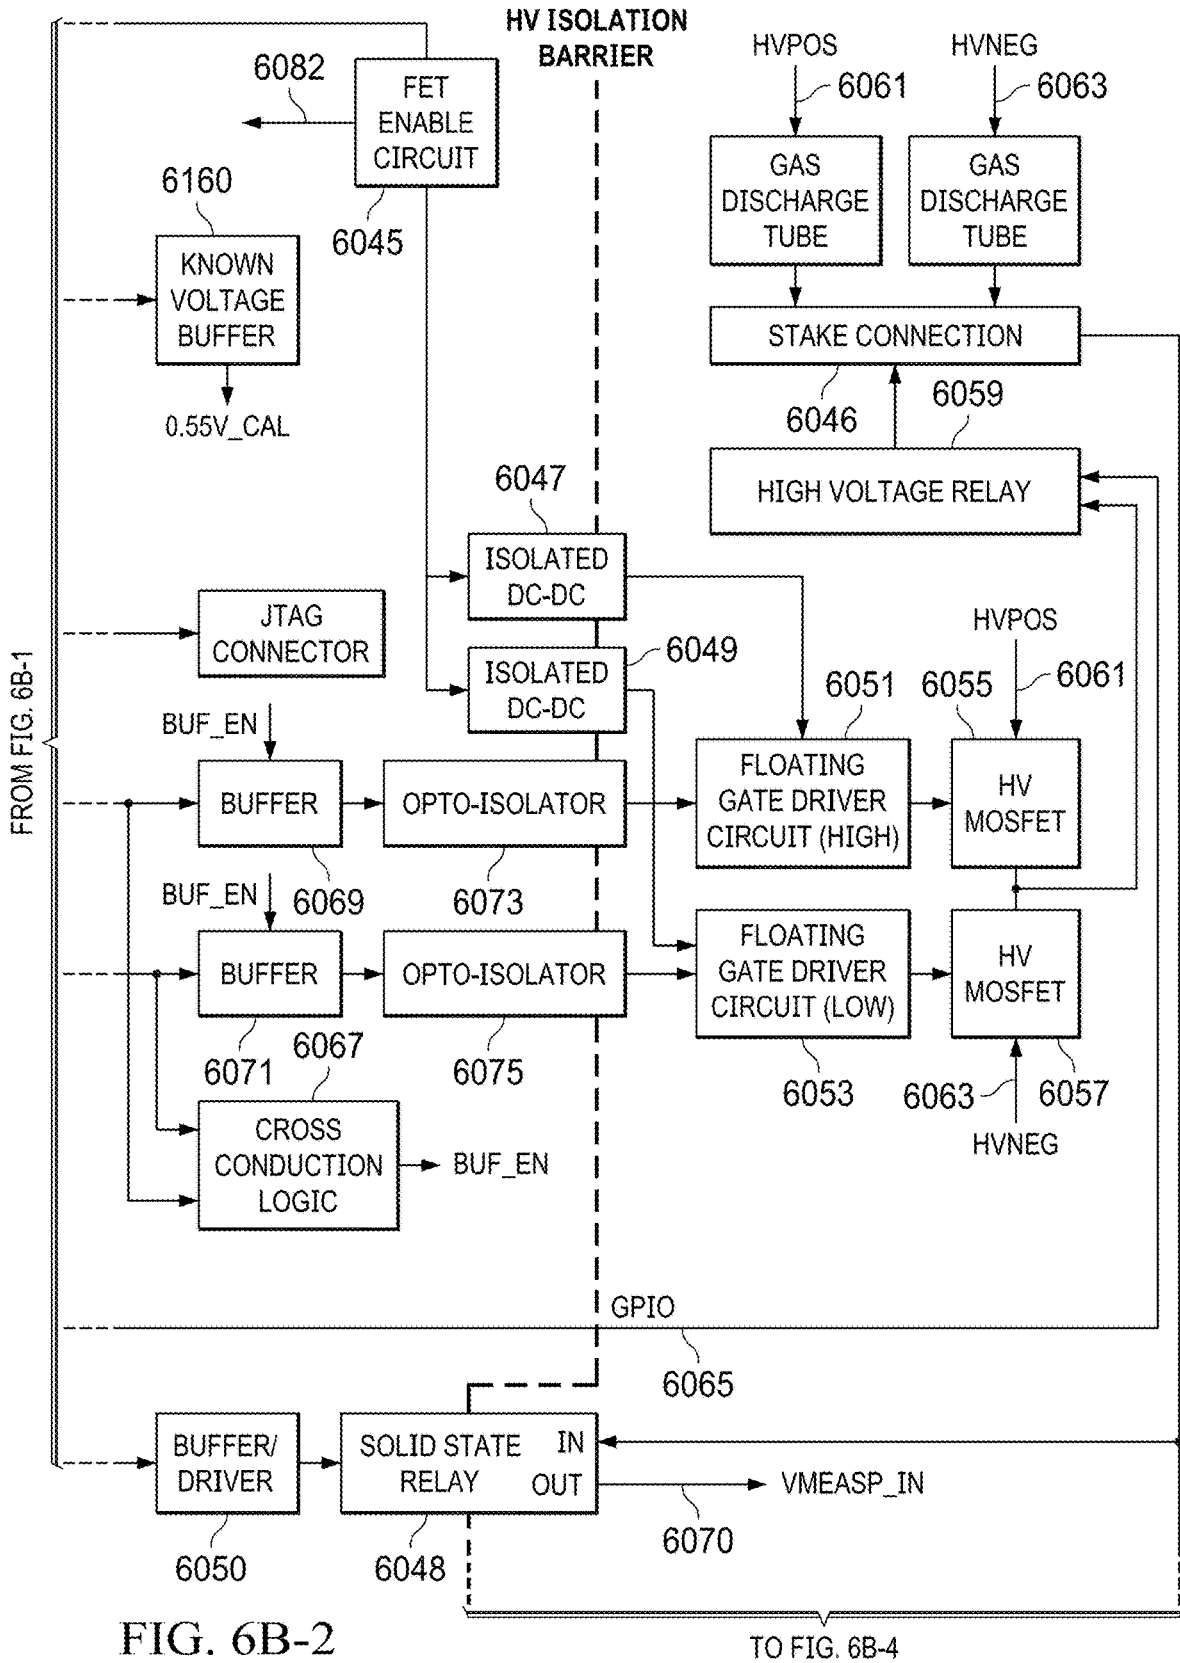 HV ISOLATION
BARRIER
HVPOS
HVNEG
6082
FET
ENABLE
CIRCUIT
6061
6063
6160
6045
GAS
DISCHARGE
TUBE
GAS
DISCHARGE
TUBE
KNOWN
VOLTAGE
BUFFER
STAKE CONNECTION
0.55V_CAL
6046
6059
6047
HIGH VOLTAGE RELAY
ISOLATED
DC-DC
JTAG
CONNECTOR
6049
HVPOS
ISOLATED
DC-DC
6051
6055
6061
FROM FIG. 6B-1
BUF_EN
BUFFER
OPTO-ISOLATOR
FLOATING
GATE DRIVER
CIRCUIT (HIGH)
HV
MOSFET
BUF_EN
6069
6073
BUFFER
OPTO-ISOLATOR
FLOATING
GATE DRIVER
CIRCUIT (LOW)
HV
MOSFET
6071
6067
6075
6053
6063
6057
CROSS
CONDUCTION
LOGIC
BUF_EN
HVNEG
GPIO
6065
BUFFER/
DRIVER
SOLID STATE
RELAY
IN
OUT
VMEASP_IN
6050
6048
6070
FIG. 6B-2
TO FIG. 6B-4